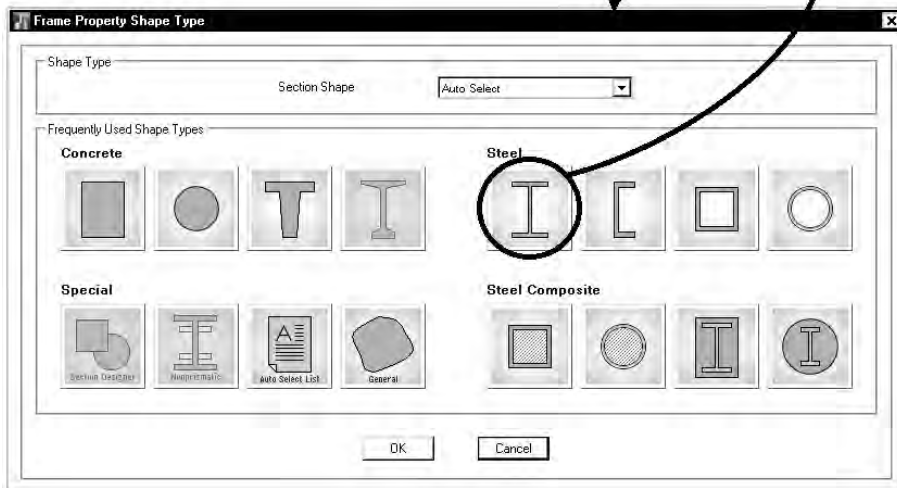 Frame Property Shape Type
Shape Type
Section Shape
Auto Select
Frequently Used Shape Types
Concrete
Steel
Special
Steel Composite
Section Designer
Nonprismatic
Auto Select List
General
OK
Cancel